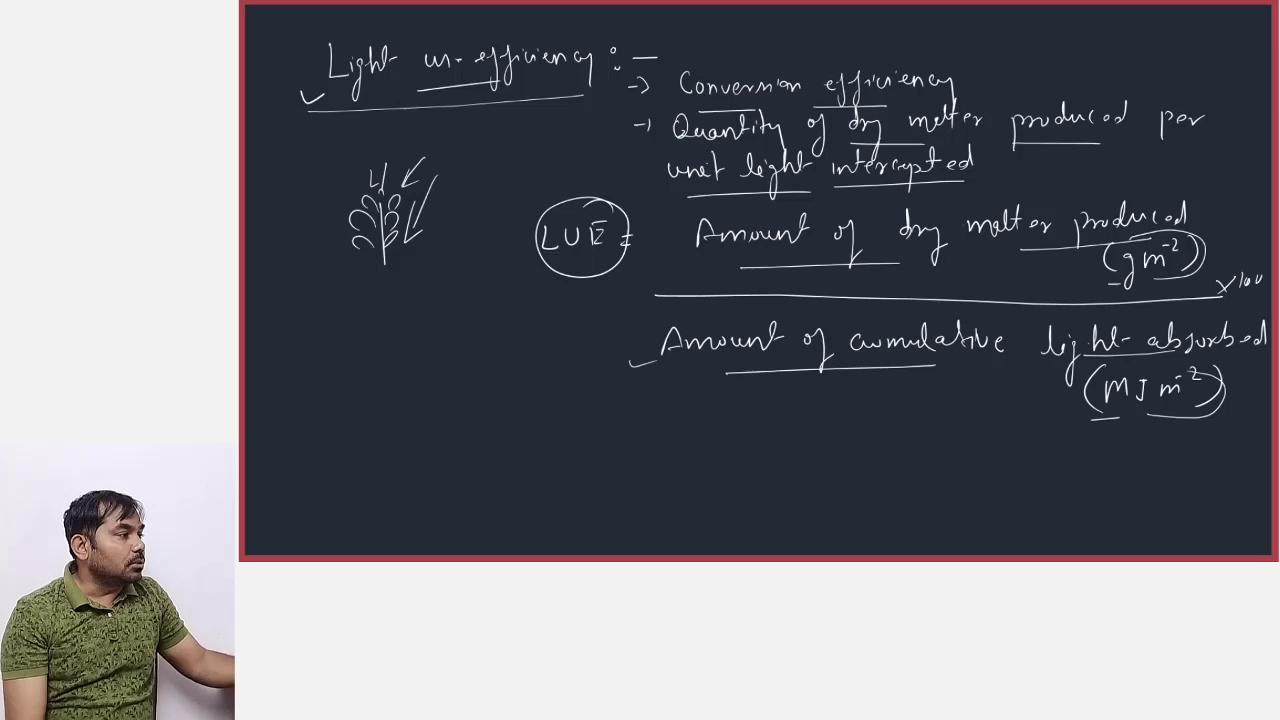 Light use efficiency :-
→ Conversion efficiency
→ Quantity of dry matter produced per
unit light intercepted
LUE = Amount of dry matter produced
(g m⁻²)
× 100
Amount of cumulative light absorbed
(MJ m⁻²)